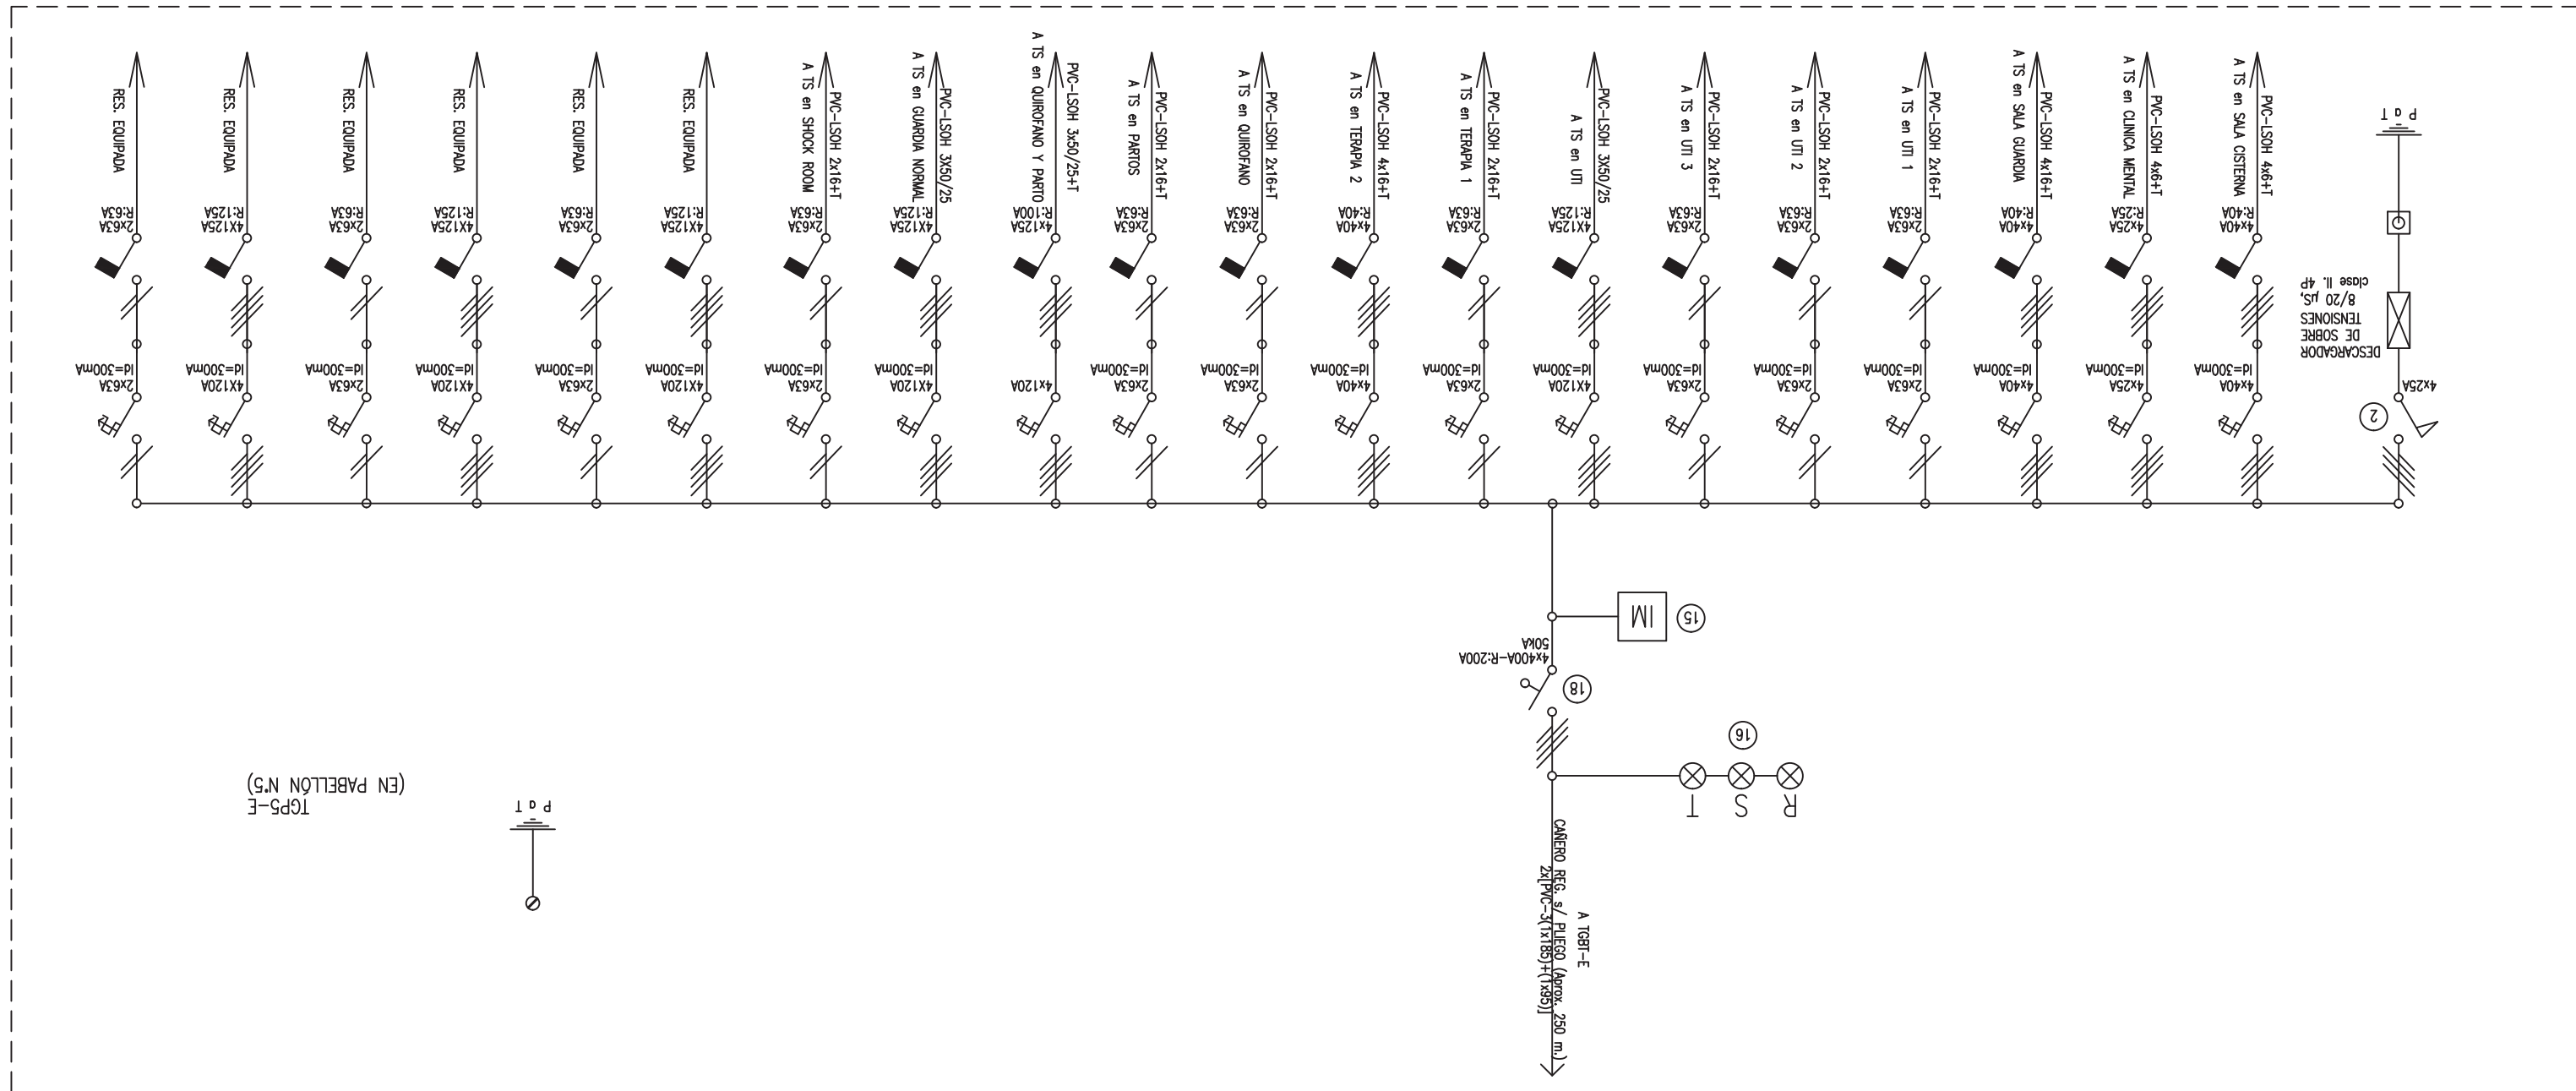 RES. EQUIPADA
2x63A
R:63A
2x63A
Id=300mA
RES. EQUIPADA
4X125A
R:125A
4X120A
Id=300mA
RES. EQUIPADA
2x63A
R:63A
2x63A
Id=300mA
RES. EQUIPADA
4X125A
R:125A
4X120A
Id=300mA
RES. EQUIPADA
2x63A
R:63A
2x63A
Id=300mA
RES. EQUIPADA
4X125A
R:125A
4X120A
Id=300mA
PVC-LSOH 2x16+T
A TS en SHOCK ROOM
2x63A
R:63A
2x63A
Id=300mA
PVC-LSOH 3X50/25
A TS en GUARDIA NORMAL
4X125A
R:125A
4X120A
Id=300mA
PVC-LSOH 3x50/25+T
A TS en QUIROFANO Y PARTO
4x125A
R:100A
4x120A
PVC-LSOH 2x16+T
A TS en PARTOS
2x63A
R:63A
2x63A
Id=300mA
PVC-LSOH 2x16+T
A TS en QUIROFANO
2x63A
R:63A
2x63A
Id=300mA
PVC-LSOH 4x16+T
A TS en TERAPIA 2
4x40A
R:40A
4x40A
Id=300mA
PVC-LSOH 2x16+T
A TS en TERAPIA 1
2x63A
R:63A
2x63A
Id=300mA
PVC-LSOH 3X50/25
A TS en UTI
4X125A
R:125A
4X120A
Id=300mA
PVC-LSOH 2x16+T
A TS en UTI 3
2x63A
R:63A
2x63A
Id=300mA
PVC-LSOH 2x16+T
A TS en UTI 2
2x63A
R:63A
2x63A
Id=300mA
PVC-LSOH 2x16+T
A TS en UTI 1
2x63A
R:63A
2x63A
Id=300mA
PVC-LSOH 4x16+T
A TS en SALA GUARDIA
4x40A
R:40A
4x40A
Id=300mA
PVC-LSOH 4x6+T
A TS en CLINICA MENTAL
4x25A
R:25A
4x25A
Id=300mA
PVC-LSOH 4x6+T
A TS en SALA CISTERNA
4x40A
R:40A
4x40A
Id=300mA
P a T
DESCARGADOR
DE SOBRE
TENSIONES
8/20 µS,
clase II. 4P
4x25A
2
IM
15
4x400A-R:200A
50kA
18
16
R S T
A TGBT-E
CAÑERO REG. s/ PLIEGO (Aprox. 250 m.)
2x[PVC-3(1x185)+(1x95)]
TGP5-E
(EN PABELLÓN N°5)
P a T